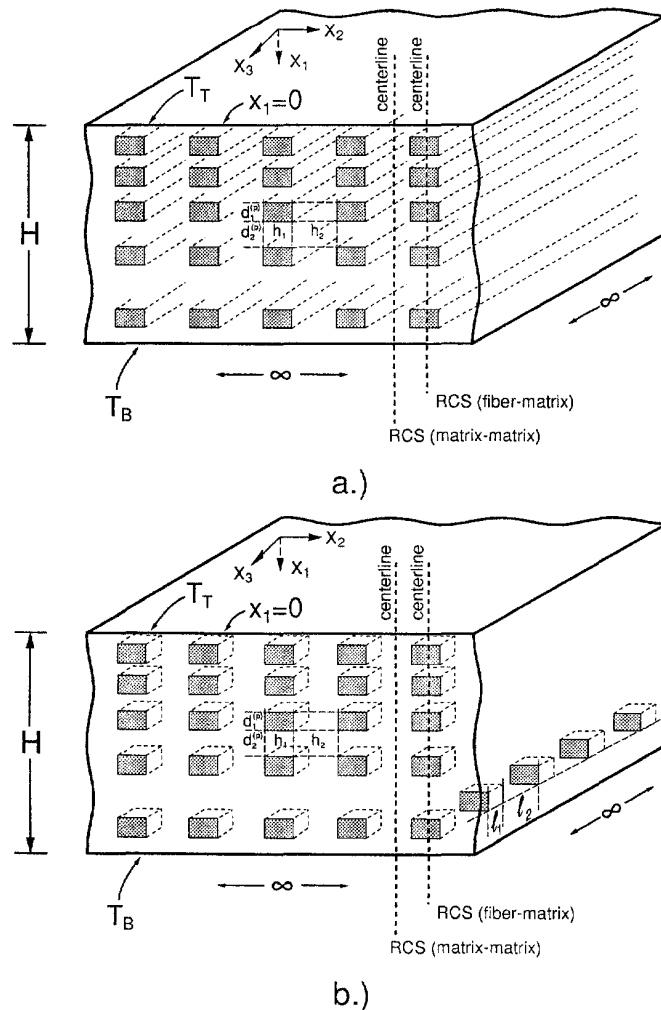 X₂
X₃
X₁
centerline
centerline
T_T
X₁=0
H
d₁⁽ᵖ⁾
d₂⁽ᵖ⁾
h₁
h₂
∞
∞
T_B
RCS (fiber-matrix)
RCS (matrix-matrix)
a.)
X₂
X₃
X₁
centerline
centerline
T_T
X₁=0
H
d₁⁽ᵖ⁾
d₂⁽ᵖ⁾
h₁
h₂
ℓ₁
ℓ₂
∞
∞
T_B
RCS (fiber-matrix)
RCS (matrix-matrix)
b.)